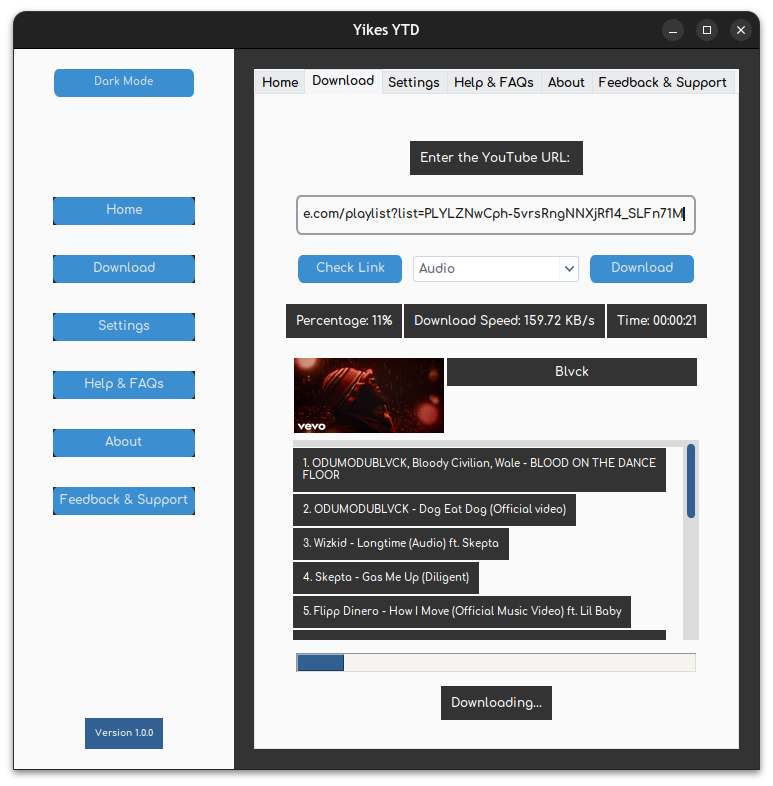 Yikes YTD
Dark Mode
Home
Download
Settings
Help & FAQs
About
Feedback & Support
Version 1.0.0
Home Download Settings Help & FAQs About Feedback & Support
Enter the YouTube URL:
e.com/playlist?list=PLYLZNwCph-5vrsRngNNXjRf14_SLFn71M
Check Link Audio Download
Percentage: 11% Download Speed: 159.72 KB/s Time: 00:00:21
vevo
Blvck
1. ODUMODUBLVCK, Bloody Civilian, Wale - BLOOD ON THE DANCE
FLOOR
2. ODUMODUBLVCK - Dog Eat Dog (Official video)
3. Wizkid - Longtime (Audio) ft. Skepta
4. Skepta - Gas Me Up (Diligent)
5. Flipp Dinero - How I Move (Official Music Video) ft. Lil Baby
Downloading...